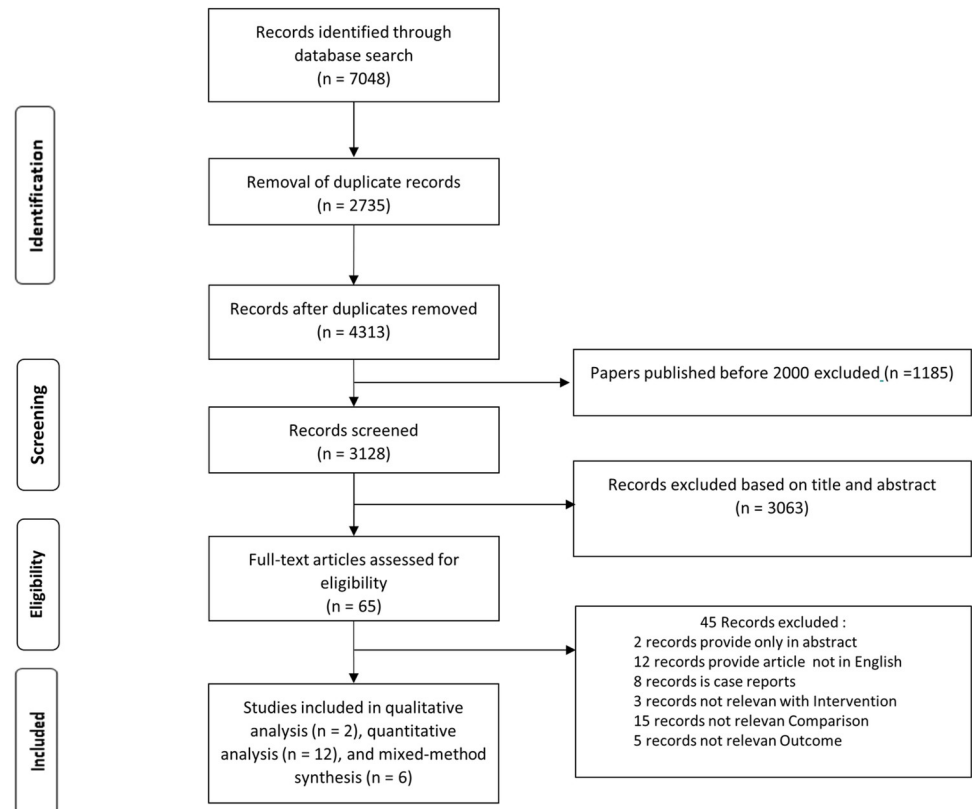 Records identified through
database search
(n = 7048)
Identification
Removal of duplicate records
(n = 2735)
Records after duplicates removed
(n = 4313)
Papers published before 2000 excluded (n =1185)
Screening
Records screened
(n = 3128)
Records excluded based on title and abstract
(n = 3063)
Eligibility
Full-text articles assessed for
eligibility
(n = 65)
45 Records excluded :
2 records provide only in abstract
12 records provide article  not in English
8 records is case reports
3 records not relevan with Intervention
15 records not relevan Comparison
5 records not relevan Outcome
Included
Studies included in qualitative
analysis (n = 2), quantitative
analysis (n = 12), and mixed-method
synthesis (n = 6)